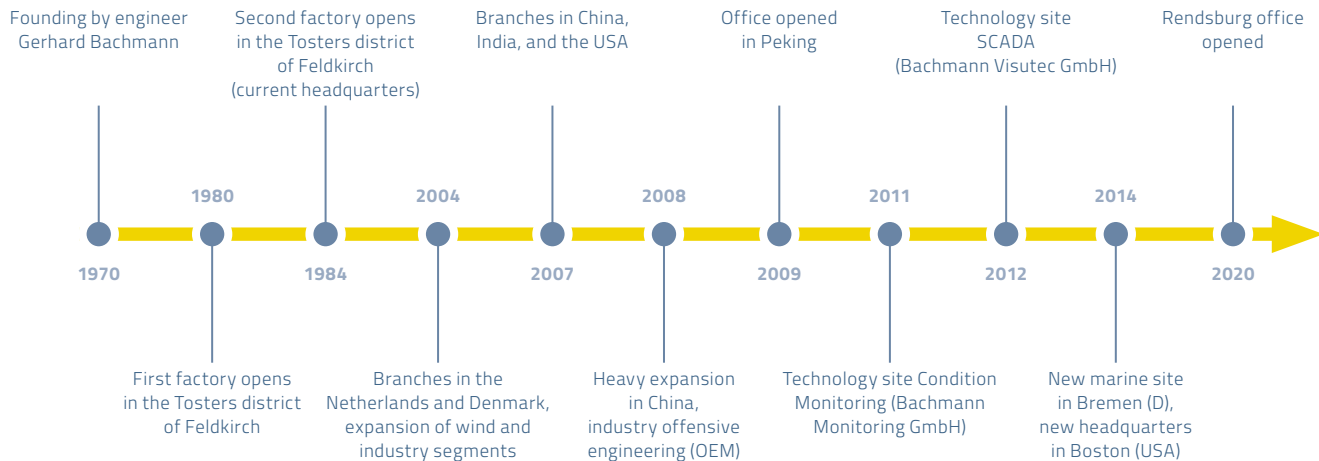 Founding by engineer
Gerhard Bachmann
Second factory opens
in the Tosters district
of Feldkirch
(current headquarters)
Branches in China,
India, and the USA
Office opened
in Peking
Technology site
SCADA
(Bachmann Visutec GmbH)
Rendsburg office
opened
1980
2004
2008
2011
2014
1970
1984
2007
2009
2012
2020
First factory opens
in the Tosters district
of Feldkirch
Branches in the
Netherlands and Denmark,
expansion of wind and
industry segments
Heavy expansion
in China,
industry offensive
engineering (OEM)
Technology site Condition
Monitoring (Bachmann
Monitoring GmbH)
New marine site
in Bremen (D),
new headquarters
in Boston (USA)